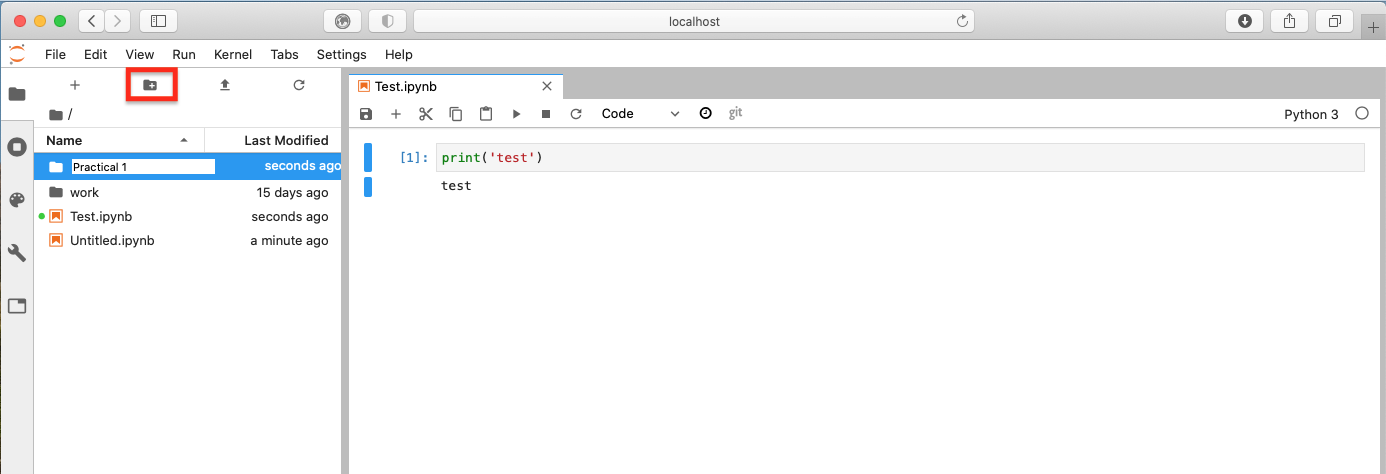 localhost
File Edit View Run Kernel Tabs Settings Help
Test.ipynb
/
Code git Python 3
Name Last Modified
Practical 1 seconds ago
work 15 days ago
Test.ipynb seconds ago
Untitled.ipynb a minute ago
[1]: print('test')
test